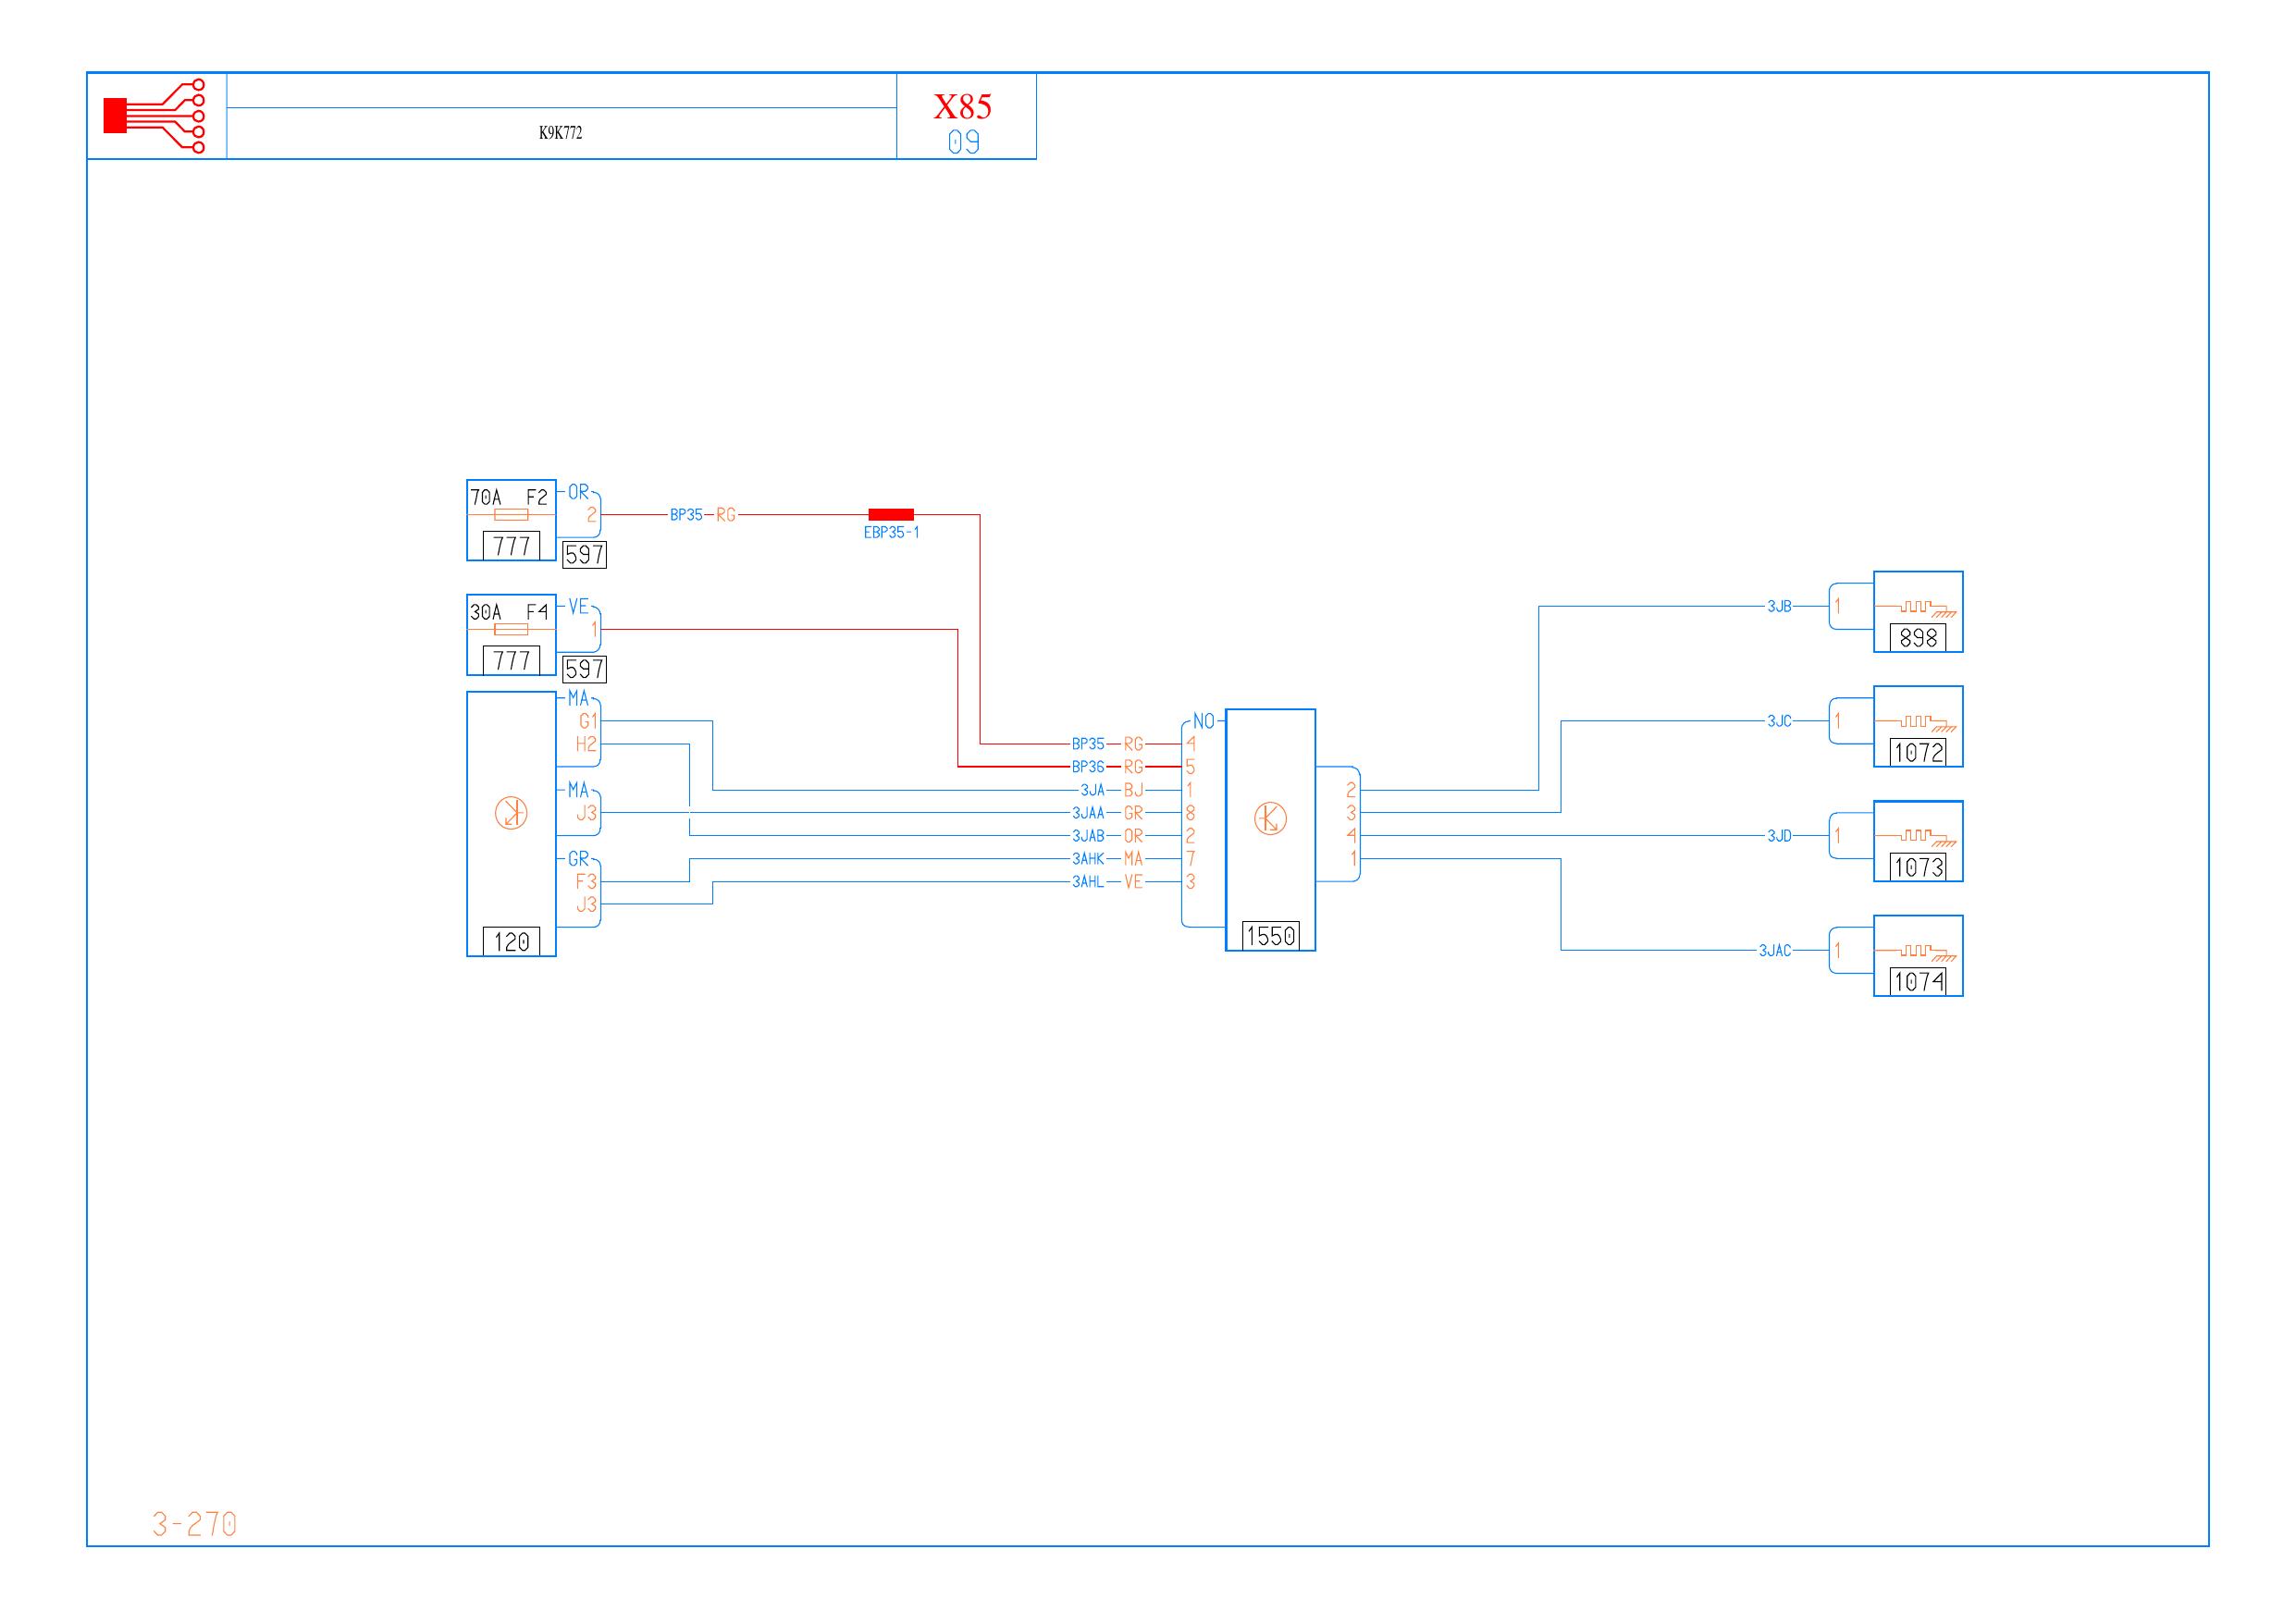 K9K772
X85
09
70A F2 OR
2 BP35 RG
EBP35-1
777
597
30A F4 VE
1
777
597
MA
G1
H2
MA
J3
GR
F3
J3
120
NO
BP35 RG 4
BP36 RG 5
3JA BJ 1
3JAA GR 8
3JAB OR 2
3AHK MA 7
3AHL VE 3
1550
2
3
4
1
3JB 1
898
3JC 1
1072
3JD 1
1073
3JAC 1
1074
3-270